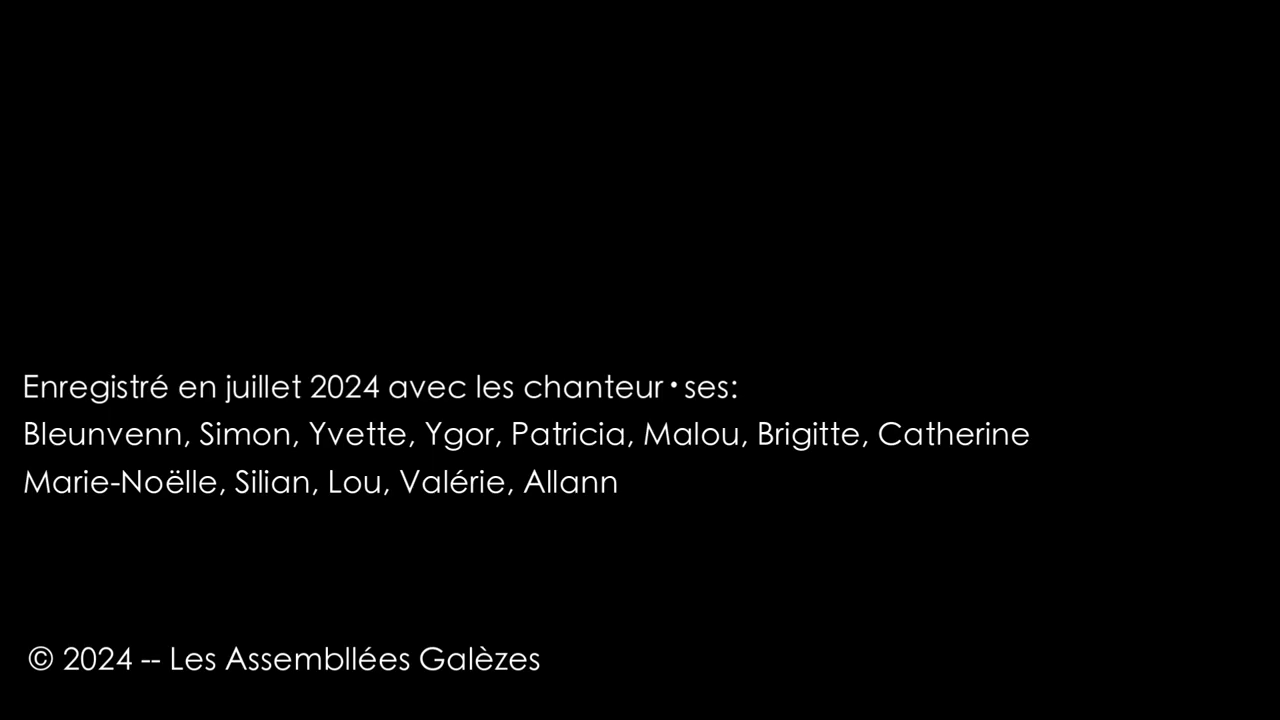 Enregistré en juillet 2024 avec les chanteur·ses:
Bleunvenn, Simon, Yvette, Ygor, Patricia, Malou, Brigitte, Catherine
Marie-Noëlle, Silian, Lou, Valérie, Allann
© 2024 -- Les Assembllées Galèzes